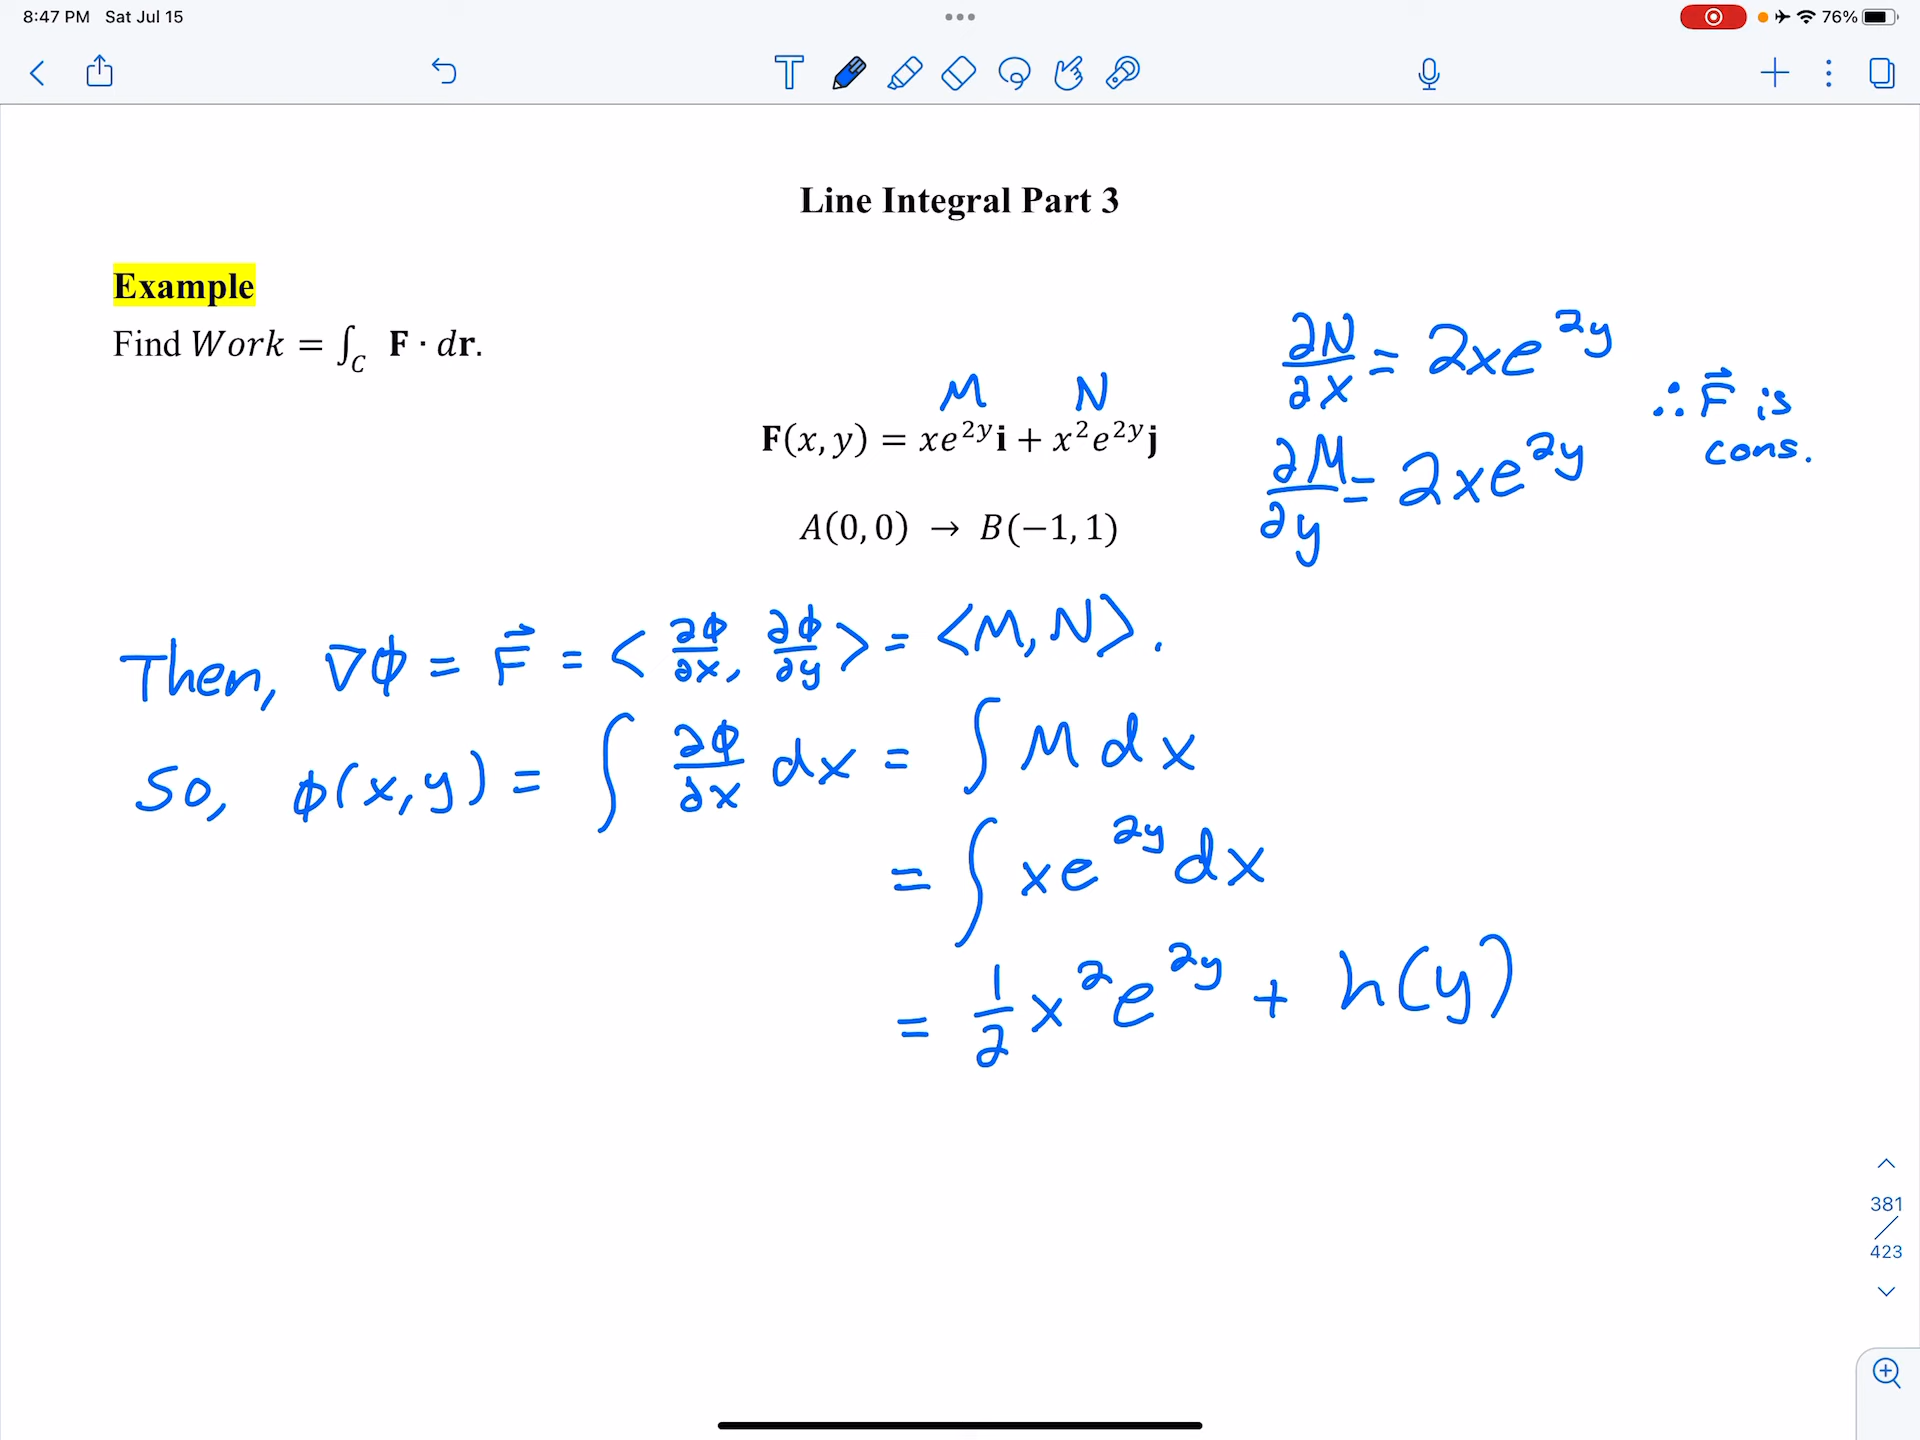 8:47 PM Sat Jul 15
76%
T
Line Integral Part 3
Example
Find Work = ∫_C F · dr.
M N
F(x, y) = xe^{2y}i + x^2e^{2y}j
A(0, 0) → B(−1, 1)
∂N/∂x = 2xe^{2y}
∂M/∂y = 2xe^{2y}
∴ F⃗ is
cons.
Then, ∇ϕ = F⃗ = <∂ϕ/∂x, ∂ϕ/∂y> = <M, N>.
So, ϕ(x,y) = ∫ ∂ϕ/∂x dx = ∫ M dx
= ∫ xe^{2y} dx
= 1/2 x^2 e^{2y} + h(y)
381
/
423